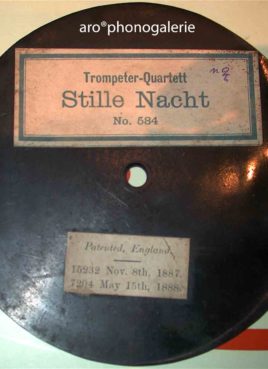 aro®phonogalerie
Trompeter-Quartett
Stille Nacht
No. 584
Patented, England,
15232 Nov. 8th, 1887.
7204 May 15th, 1888.